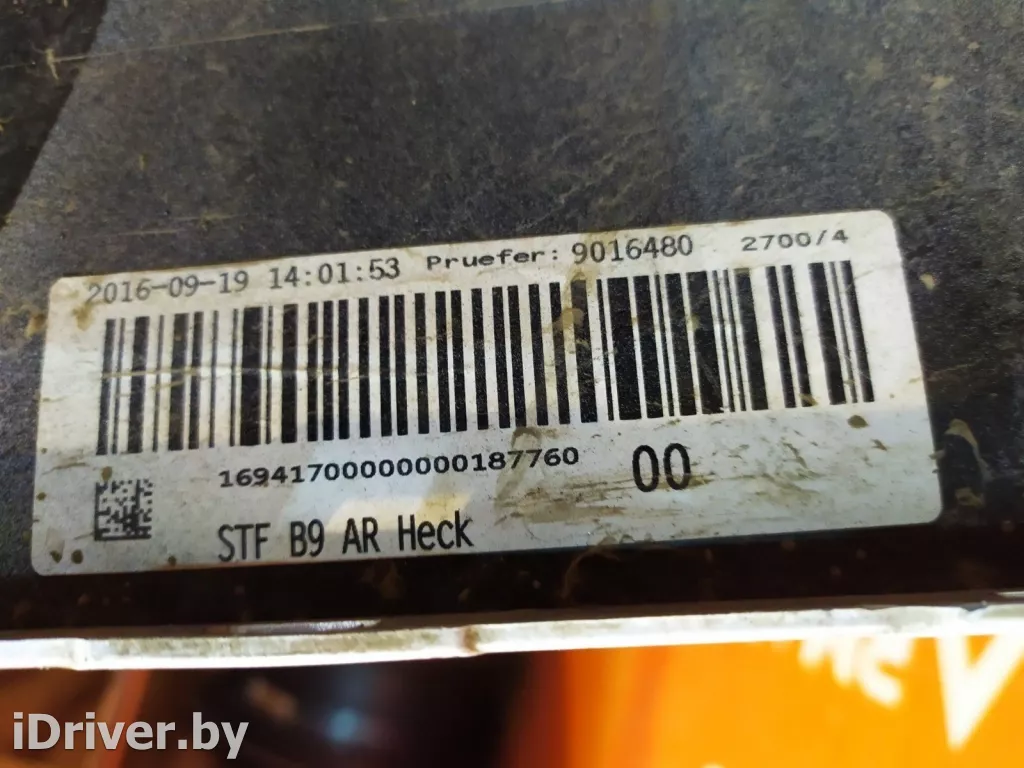 2016-09-19 14:01:53 Pruefer: 9016480 2700/4
16941700000000187760 00
STF B9 AR Heck
iDriver.by